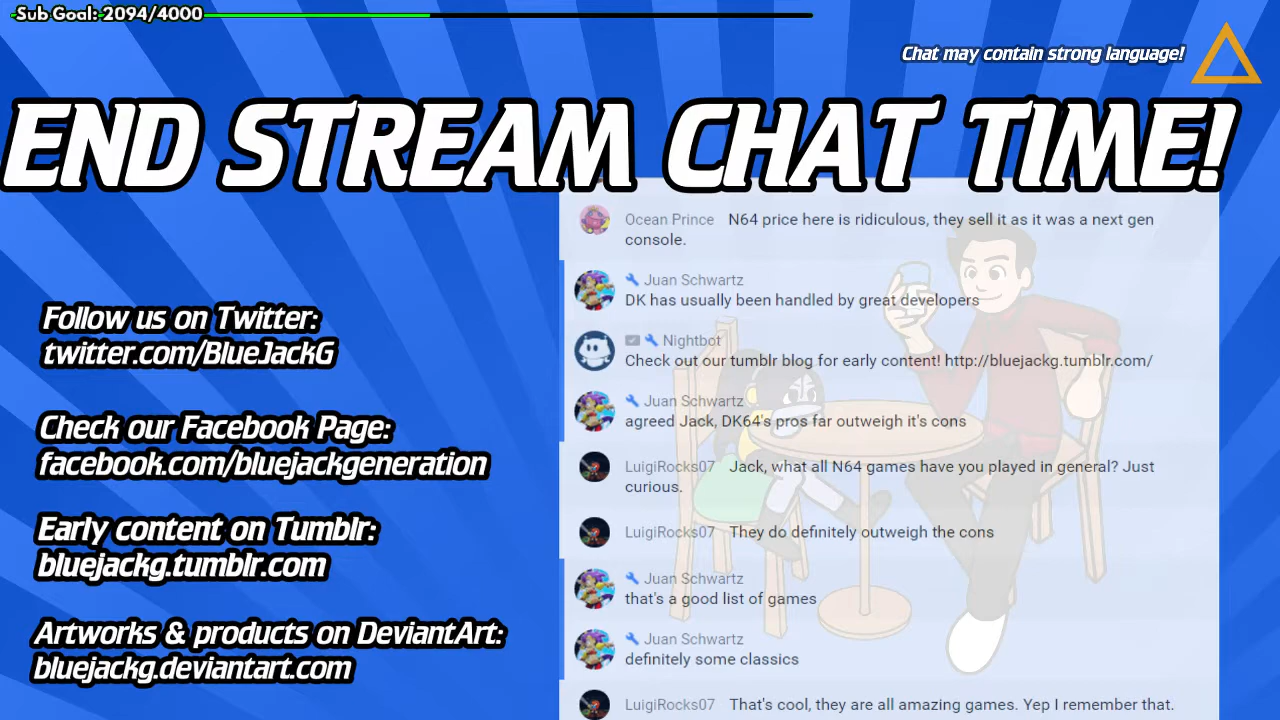 Sub Goal: 2094/4000
Chat may contain strong language!
END STREAM CHAT TIME!
Follow us on Twitter:
twitter.com/BlueJackG
Check our Facebook Page:
facebook.com/bluejackgeneration
Early content on Tumblr:
bluejackg.tumblr.com
Artworks & products on DeviantArt:
bluejackg.deviantart.com
Ocean Prince N64 price here is ridiculous, they sell it as it was a next gen
console.
Juan Schwartz
DK has usually been handled by great developers
Nightbot
Check out our tumblr blog for early content! http://bluejackg.tumblr.com/
Juan Schwartz
agreed Jack, DK64's pros far outweigh it's cons
LuigiRocks07 Jack, what all N64 games have you played in general? Just
curious.
LuigiRocks07 They do definitely outweigh the cons
Juan Schwartz
that's a good list of games
Juan Schwartz
definitely some classics
LuigiRocks07 That's cool, they are all amazing games. Yep I remember that.